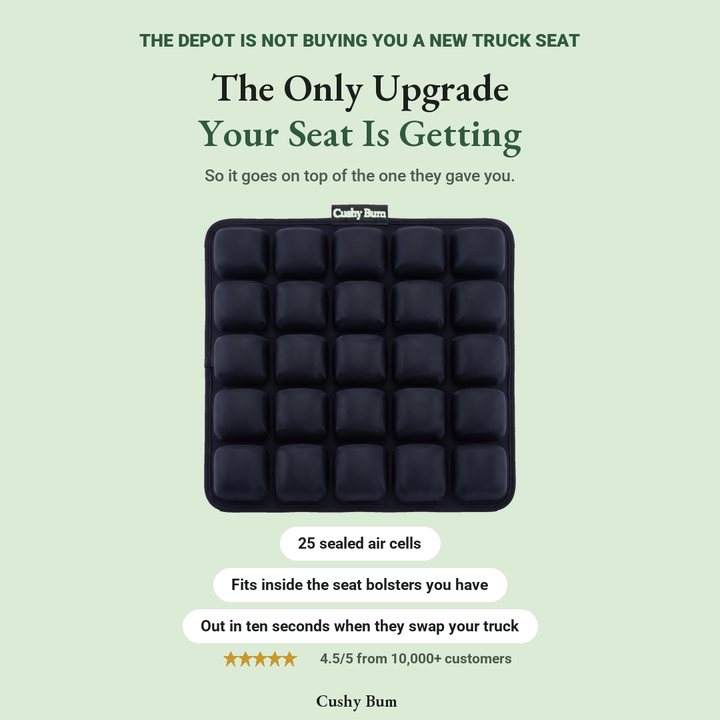 THE DEPOT IS NOT BUYING YOU A NEW TRUCK SEAT
The Only Upgrade
Your Seat Is Getting
So it goes on top of the one they gave you.
Cushy Bum
25 sealed air cells
Fits inside the seat bolsters you have
Out in ten seconds when they swap your truck
4.5/5 from 10,000+ customers
Cushy Bum